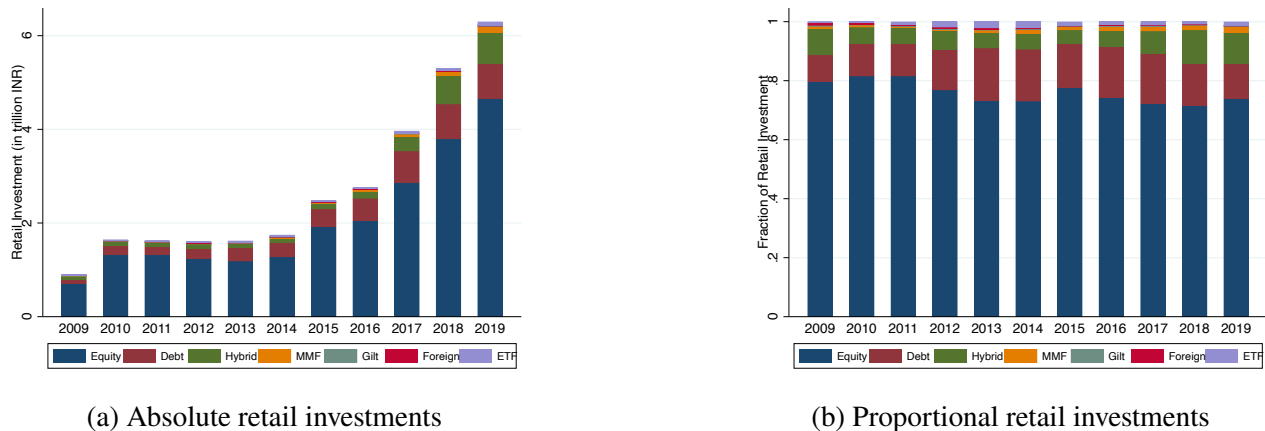 Retail Investment (in trillion INR)
6
4
2
0
2009 2010 2011 2012 2013 2014 2015 2016 2017 2018 2019
Equity Debt Hybrid MMF Gilt Foreign ETF
(a) Absolute retail investments
Fraction of Retail Investment
1
.8
.6
.4
.2
0
2009 2010 2011 2012 2013 2014 2015 2016 2017 2018 2019
Equity Debt Hybrid MMF Gilt Foreign ETF
(b) Proportional retail investments